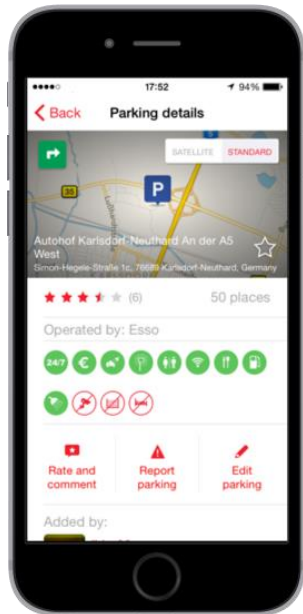 17:52
94%
Back
Parking details
SATELLITE
STANDARD
35
P
Autohof Karlsdorf-Neuthard An der A5
West
Simon-Hegele-Straße 1c, 76689 Karlsdorf-Neuthard, Germany
(6)
50 places
Operated by: Esso
24/7
€
Rate and
comment
Report
parking
Edit
parking
Added by: